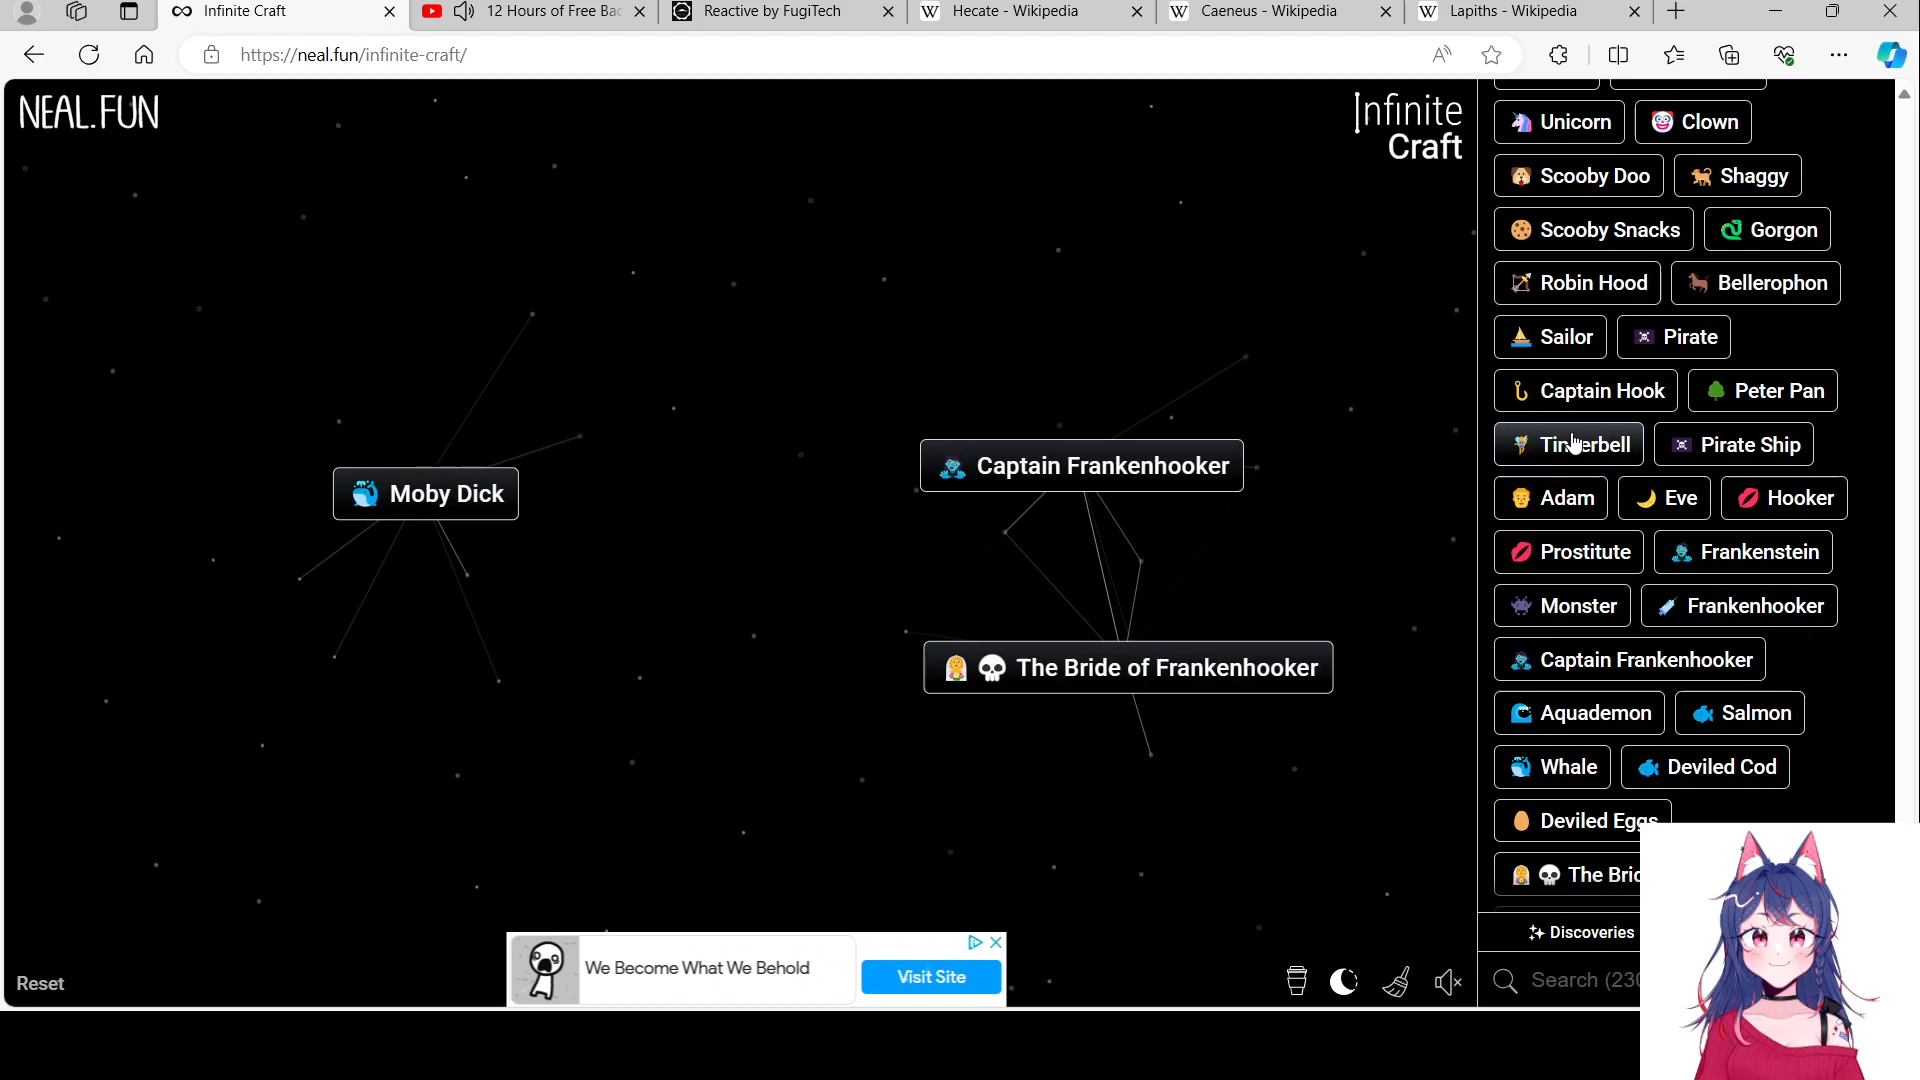 Infinite Craft
12 Hours of Free Bac
Reactive by FugiTech
Hecate - Wikipedia
Caeneus - Wikipedia
Lapiths - Wikipedia
https://neal.fun/infinite-craft/
NEAL.FUN
Infinite
Craft
Moby Dick
Captain Frankenhooker
The Bride of Frankenhooker
Unicorn Clown
Scooby Doo Shaggy
Scooby Snacks Gorgon
Robin Hood Bellerophon
Sailor Pirate
Captain Hook Peter Pan
Pirate Ship
Adam Eve Hooker
Prostitute Frankenstein
Monster Frankenhooker
Captain Frankenhooker
Aquademon Salmon
Whale Deviled Cod
Deviled Eggs
The Bric
Discoveries
Search (230
We Become What We Behold
Visit Site
Reset